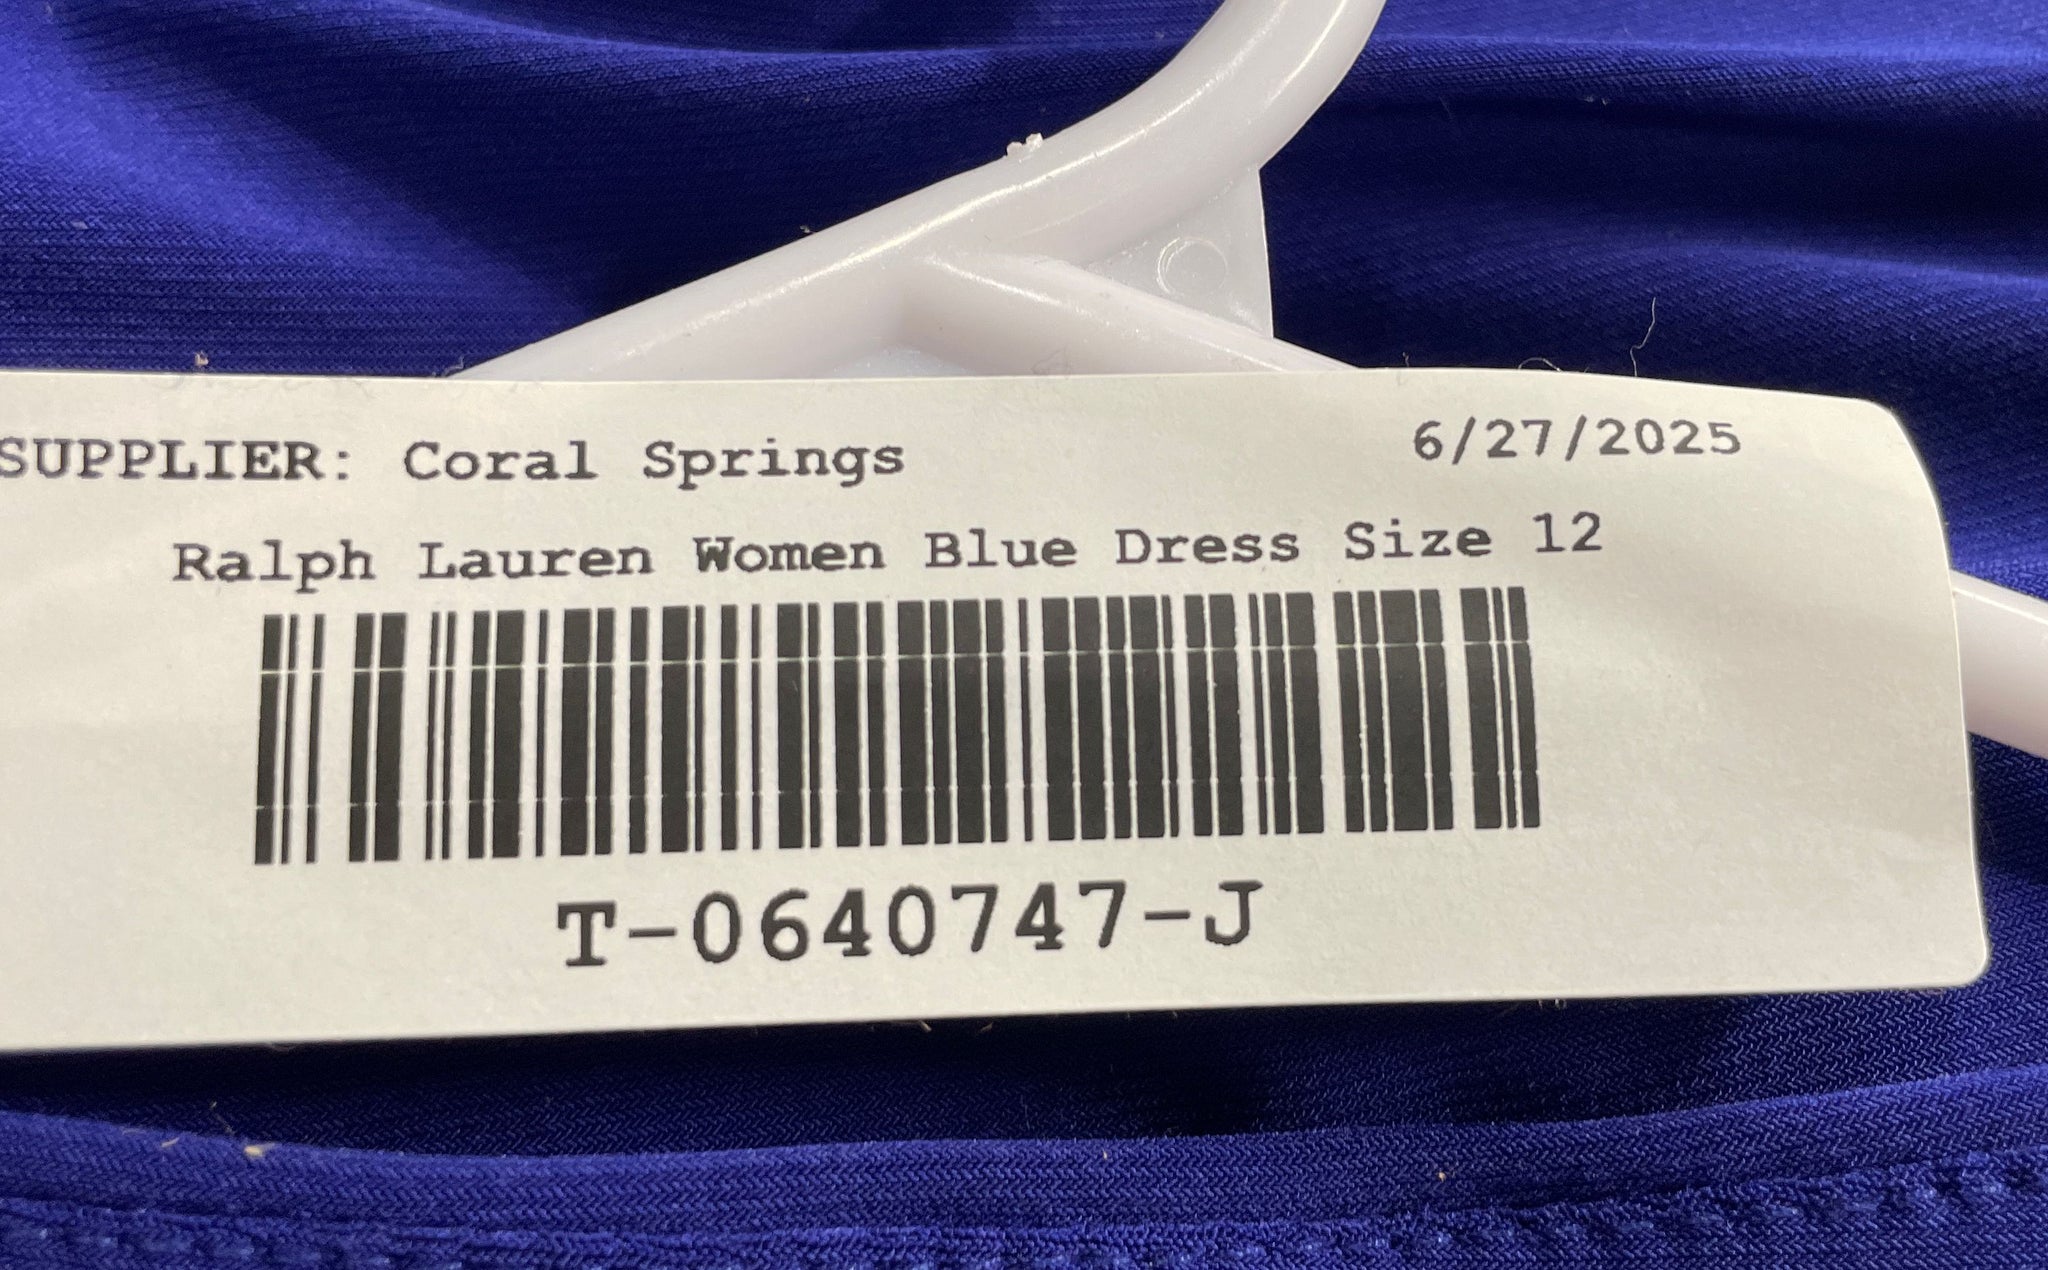 SUPPLIER: Coral Springs 6/27/2025
Ralph Lauren Women Blue Dress Size 12
T-0640747-J